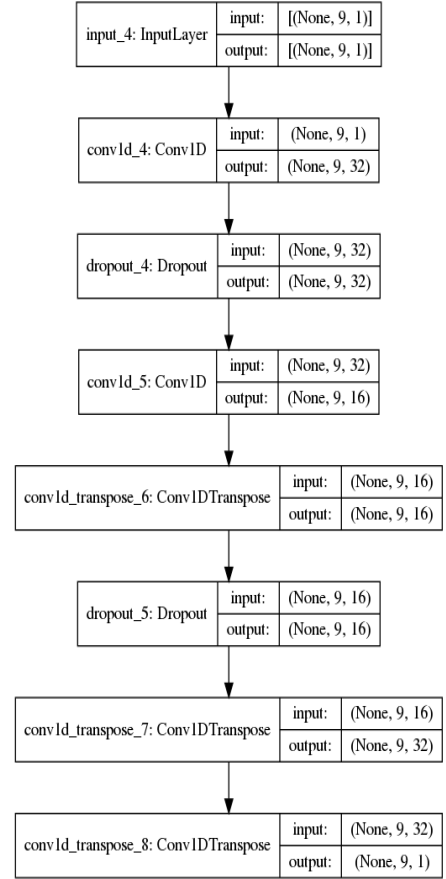 input_4: InputLayer
input: [(None, 9, 1)]
output: [(None, 9, 1)]
conv1d_4: Conv1D
input: (None, 9, 1)
output: (None, 9, 32)
dropout_4: Dropout
input: (None, 9, 32)
output: (None, 9, 32)
conv1d_5: Conv1D
input: (None, 9, 32)
output: (None, 9, 16)
conv1d_transpose_6: Conv1DTranspose
input: (None, 9, 16)
output: (None, 9, 16)
dropout_5: Dropout
input: (None, 9, 16)
output: (None, 9, 16)
conv1d_transpose_7: Conv1DTranspose
input: (None, 9, 16)
output: (None, 9, 32)
conv1d_transpose_8: Conv1DTranspose
input: (None, 9, 32)
output: (None, 9, 1)